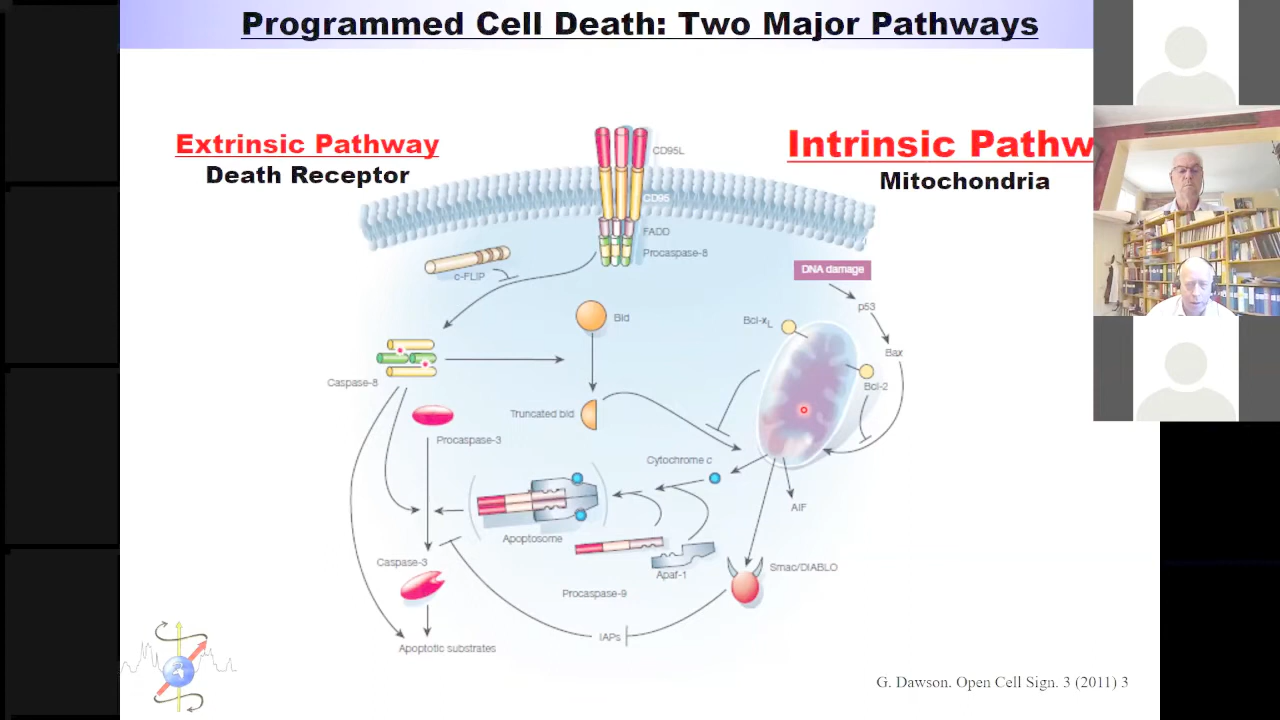 Programmed Cell Death: Two Major Pathways
Extrinsic Pathway
Death Receptor
Intrinsic Pathw
Mitochondria
CD95L
CD95
FADD
Procaspase-8
c-FLIP
DNA damage
p53
Bid
Bcl-xL
Bax
Caspase-8
Bcl-2
Truncated bid
Procaspase-3
Cytochrome c
AIF
Apoptosome
Caspase-3
Apaf-1
Smac/DIABLO
Procaspase-9
IAPs
Apoptotic substrates
G. Dawson. Open Cell Sign. 3 (2011) 3